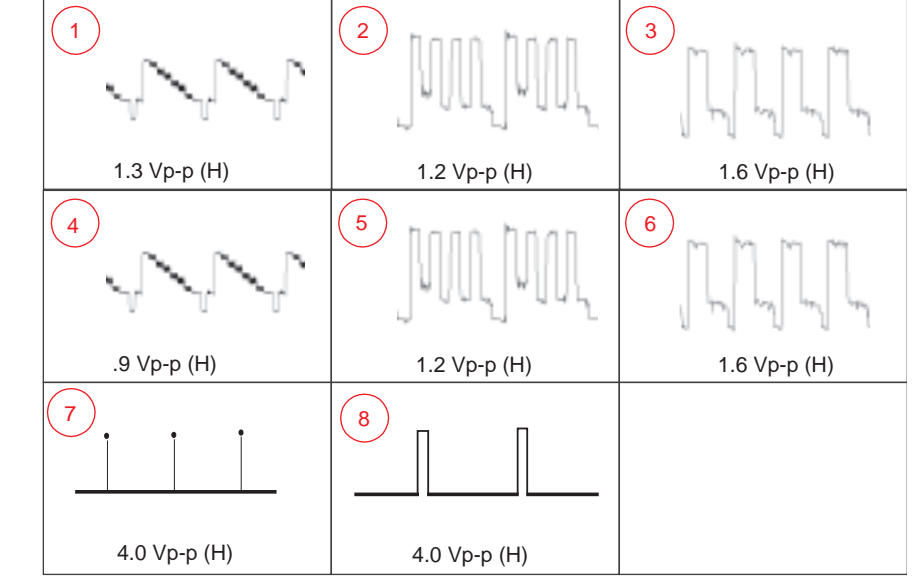 1
2
3
1.3 Vp-p (H)
1.2 Vp-p (H)
1.6 Vp-p (H)
4
5
6
.9 Vp-p (H)
1.2 Vp-p (H)
1.6 Vp-p (H)
7
8
4.0 Vp-p (H)
4.0 Vp-p (H)